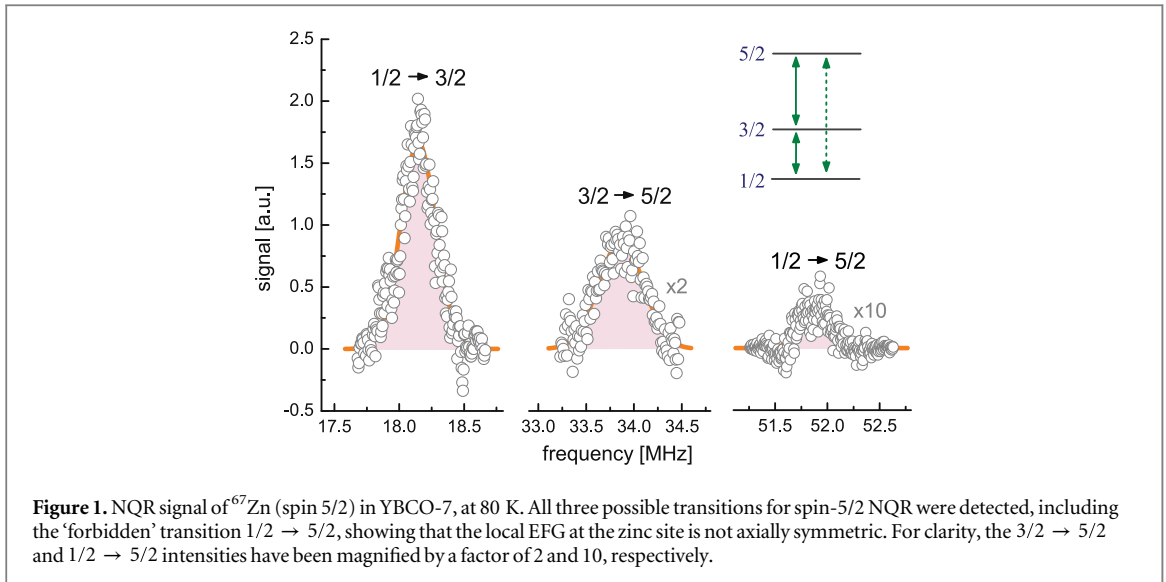 2.5
2.0
1.5
1.0
0.5
0.0
-0.5
signal [a.u.]
1/2 → 3/2
3/2 → 5/2
x2
1/2 → 5/2
x10
5/2
3/2
1/2
17.5 18.0 18.5 33.0 33.5 34.0 34.5 51.5 52.0 52.5
frequency [MHz]
Figure 1. NQR signal of ⁶⁷Zn (spin 5/2) in YBCO-7, at 80 K. All three possible transitions for spin-5/2 NQR were detected, including
the ‘forbidden’ transition 1/2 → 5/2, showing that the local EFG at the zinc site is not axially symmetric. For clarity, the 3/2 → 5/2
and 1/2 → 5/2 intensities have been magnified by a factor of 2 and 10, respectively.